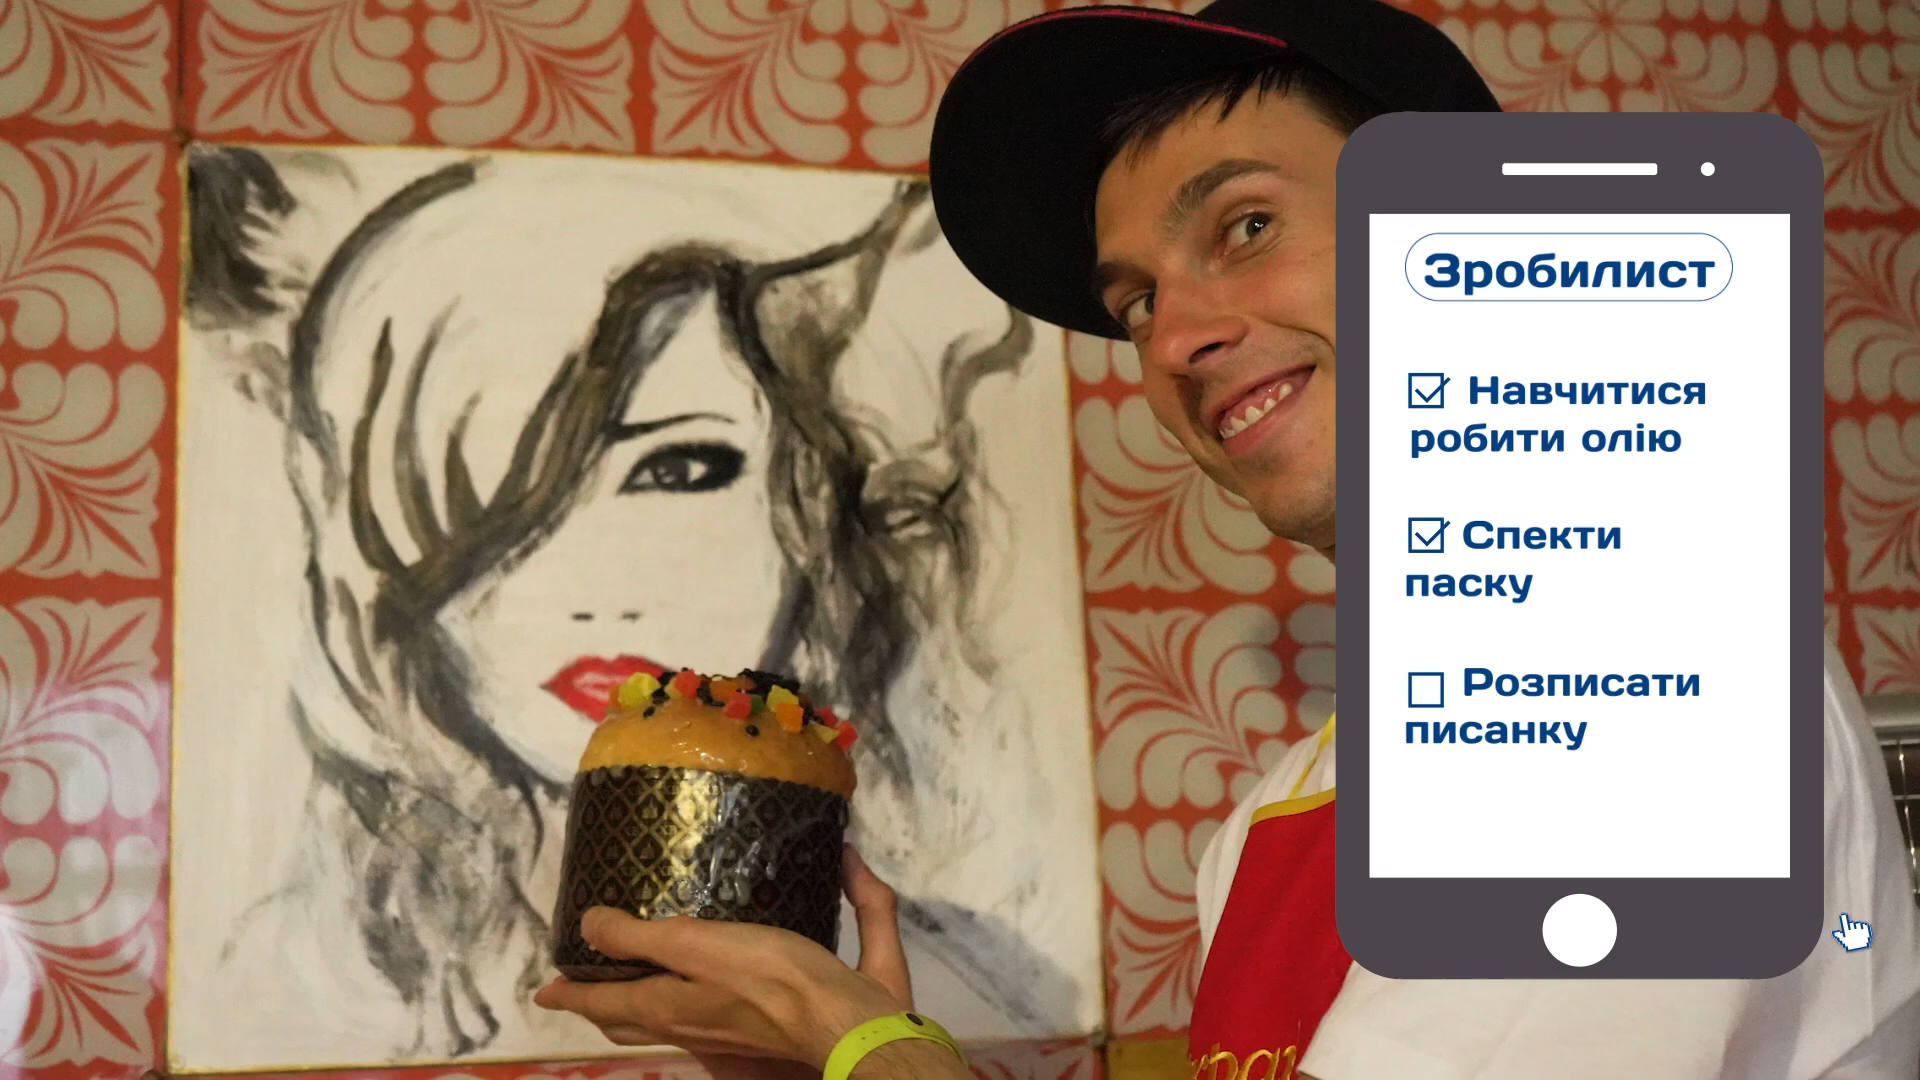 Зробилист
Навчитися
робити олію
Спекти
паску
Розписати
писанку